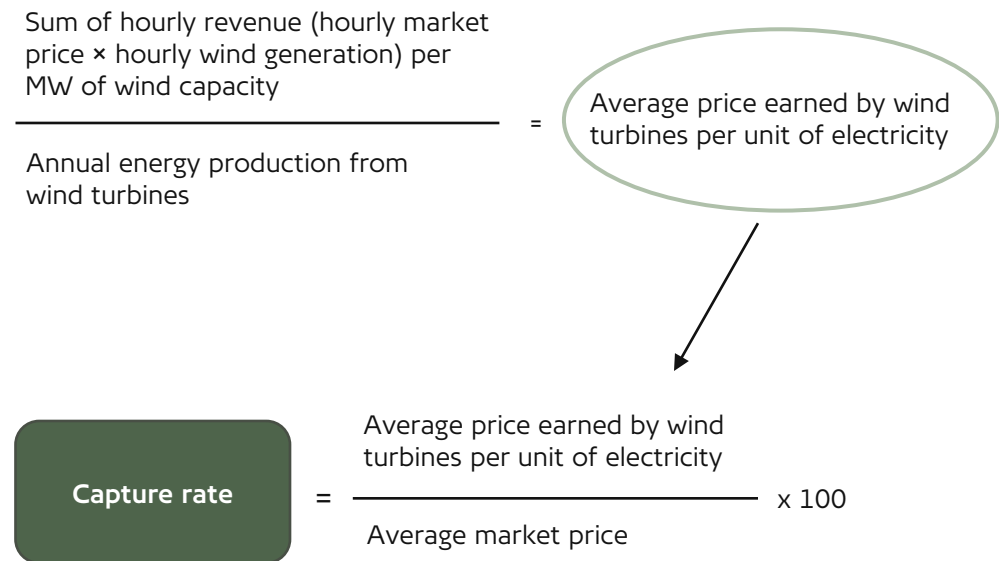 Sum of hourly revenue (hourly market
price × hourly wind generation) per
MW of wind capacity
=
Average price earned by wind
turbines per unit of electricity
Annual energy production from
wind turbines
Average price earned by wind
turbines per unit of electricity
Capture rate
=
x 100
Average market price